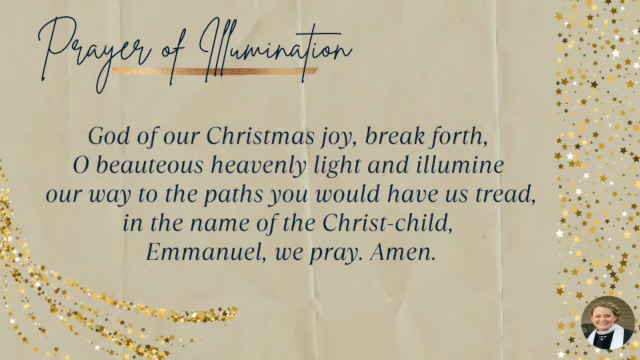 Prayer of Illumination
God of our Christmas joy, break forth,
O beauteous heavenly light and illumine
our way to the paths you would have us tread,
in the name of the Christ-child,
Emmanuel, we pray. Amen.